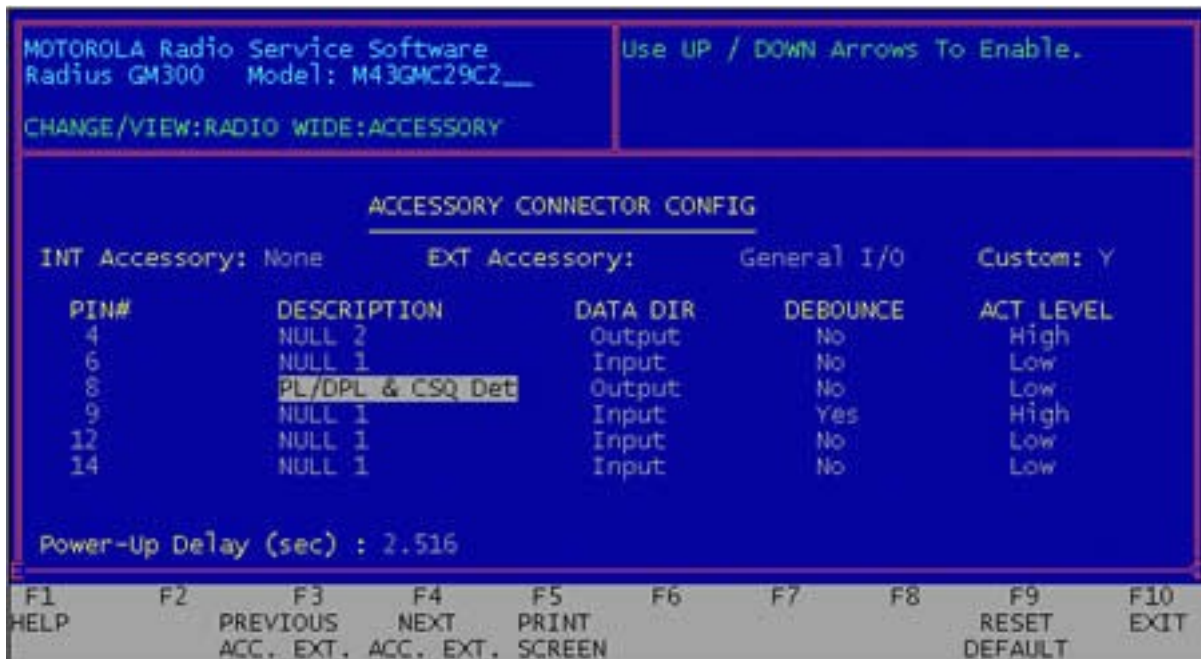 MOTOROLA Radio Service Software
Radius GM300 Model: M43GMC29C2__
CHANGE/VIEW:RADIO WIDE:ACCESSORY
Use UP / DOWN Arrows To Enable.
ACCESSORY CONNECTOR CONFIG
INT Accessory: None EXT Accessory: General I/O Custom: Y
PIN# DESCRIPTION DATA DIR DEBOUNCE ACT LEVEL
4 NULL 2 Output No High
6 NULL 1 Input No Low
8 PL/DPL & CSQ Det Output No Low
9 NULL 1 Input Yes High
12 NULL 1 Input No Low
14 NULL 1 Input No Low
Power-Up Delay (sec) : 2.516
F1 F2 F3 F4 F5 F6 F7 F8 F9 F10
HELP PREVIOUS NEXT PRINT RESET EXIT
ACC. EXT. ACC. EXT. SCREEN DEFAULT